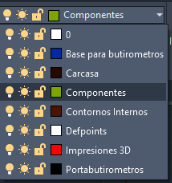 Componentes
0
Base para butirometros
Carcasa
Componentes
Contornos Internos
Defpoints
Impresiones 3D
Portabutirometros